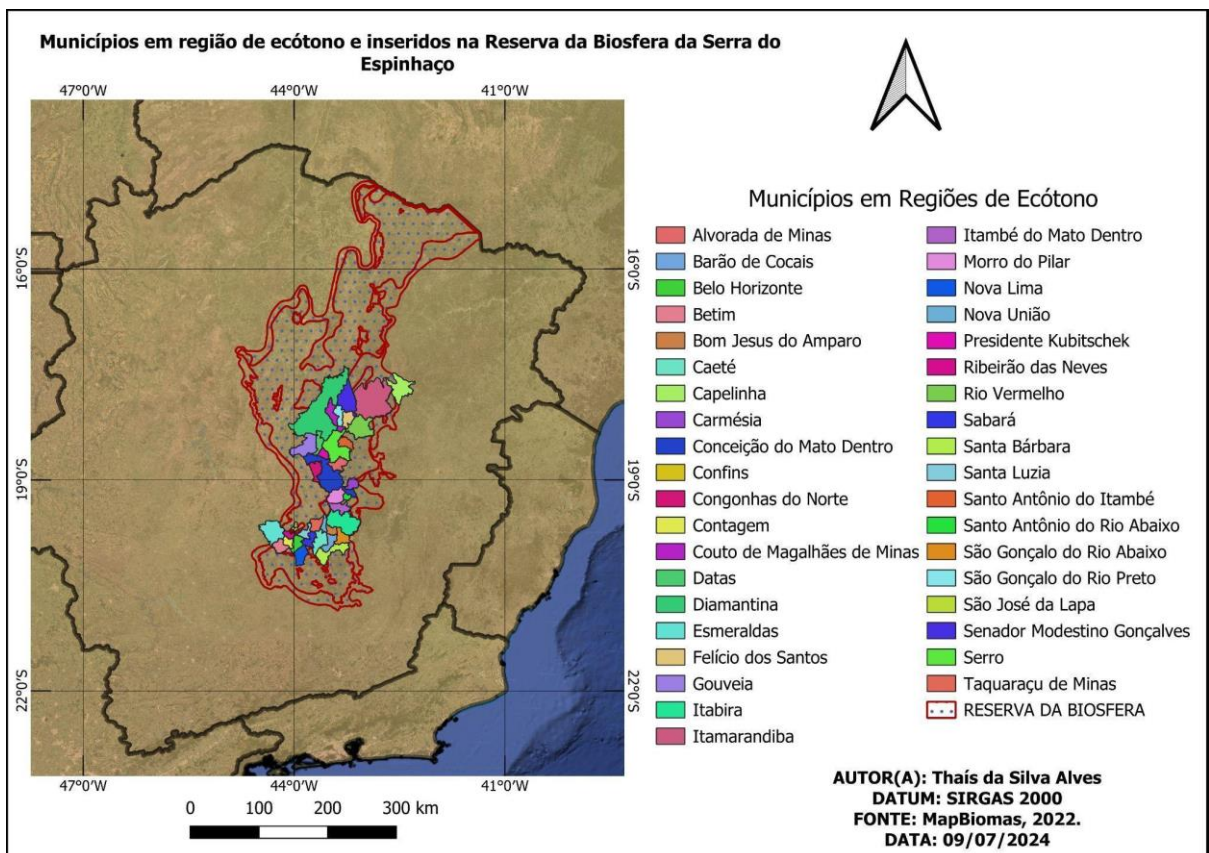 Municípios em região de ecótono e inseridos na Reserva da Biosfera da Serra do
Espinhaço
47°0'W 44°0'W 41°0'W
16°0'S 16°0'S
19°0'S 19°0'S
22°0'S 22°0'S
47°0'W 44°0'W 41°0'W
0 100 200 300 km
Municípios em Regiões de Ecótono
Alvorada de Minas
Barão de Cocais
Belo Horizonte
Betim
Bom Jesus do Amparo
Caeté
Capelinha
Carmésia
Conceição do Mato Dentro
Confins
Congonhas do Norte
Contagem
Couto de Magalhães de Minas
Datas
Diamantina
Esmeraldas
Felício dos Santos
Gouveia
Itabira
Itamarandiba
Itambé do Mato Dentro
Morro do Pilar
Nova Lima
Nova União
Presidente Kubitschek
Ribeirão das Neves
Rio Vermelho
Sabará
Santa Bárbara
Santa Luzia
Santo Antônio do Itambé
Santo Antônio do Rio Abaixo
São Gonçalo do Rio Abaixo
São Gonçalo do Rio Preto
São José da Lapa
Senador Modestino Gonçalves
Serro
Taquaraçu de Minas
RESERVA DA BIOSFERA
AUTOR(A): Thaís da Silva Alves
DATUM: SIRGAS 2000
FONTE: MapBiomas, 2022.
DATA: 09/07/2024